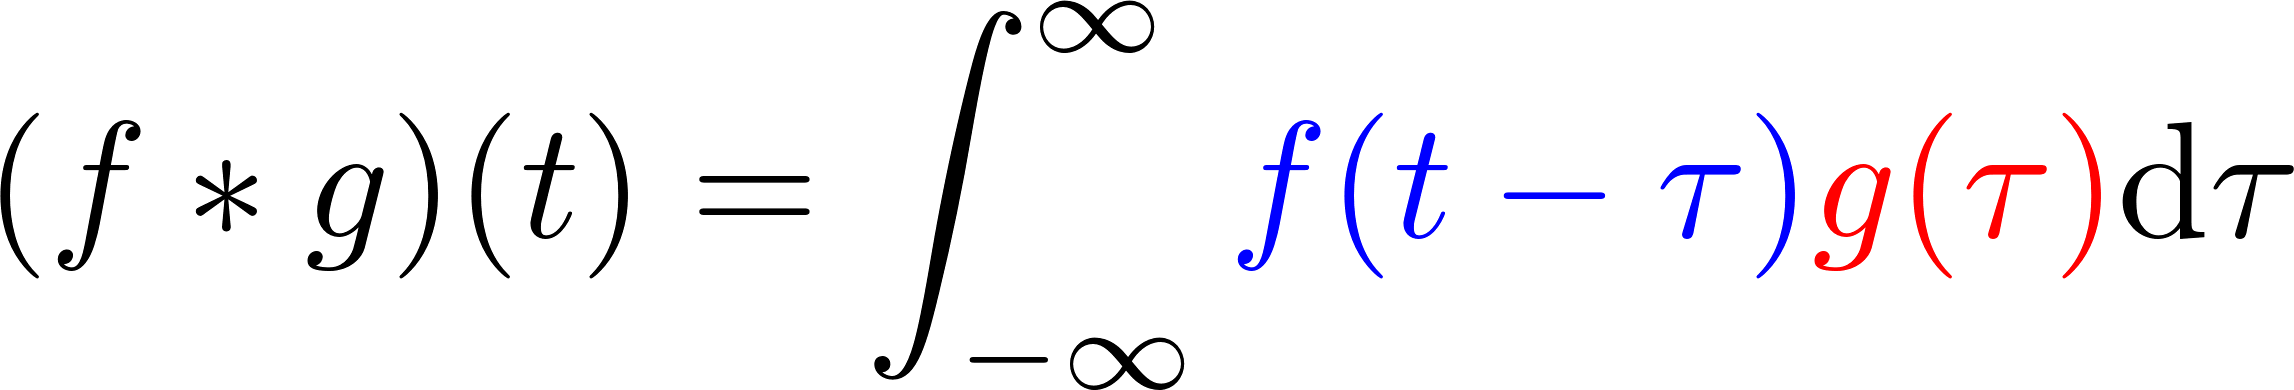 (f ∗ g)(t) = ∫_{−∞}^{∞} f(t − τ)g(τ)dτ